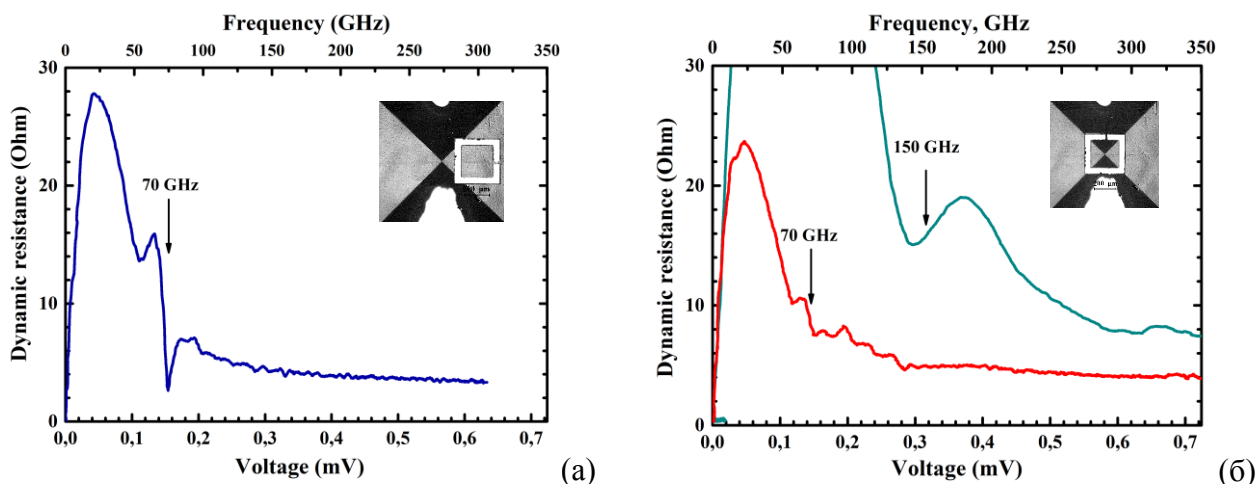 Frequency (GHz)
0 50 100 150 200 250 300 350
Dynamic resistance (Ohm)
30
20
10
0
70 GHz
0,0 0,1 0,2 0,3 0,4 0,5 0,6 0,7
Voltage (mV)
(а)
Frequency, GHz
0 50 100 150 200 250 300 350
Dynamic resistance (Ohm)
30
20
10
0
150 GHz
70 GHz
0,0 0,1 0,2 0,3 0,4 0,5 0,6 0,7
Voltage (mV)
(б)